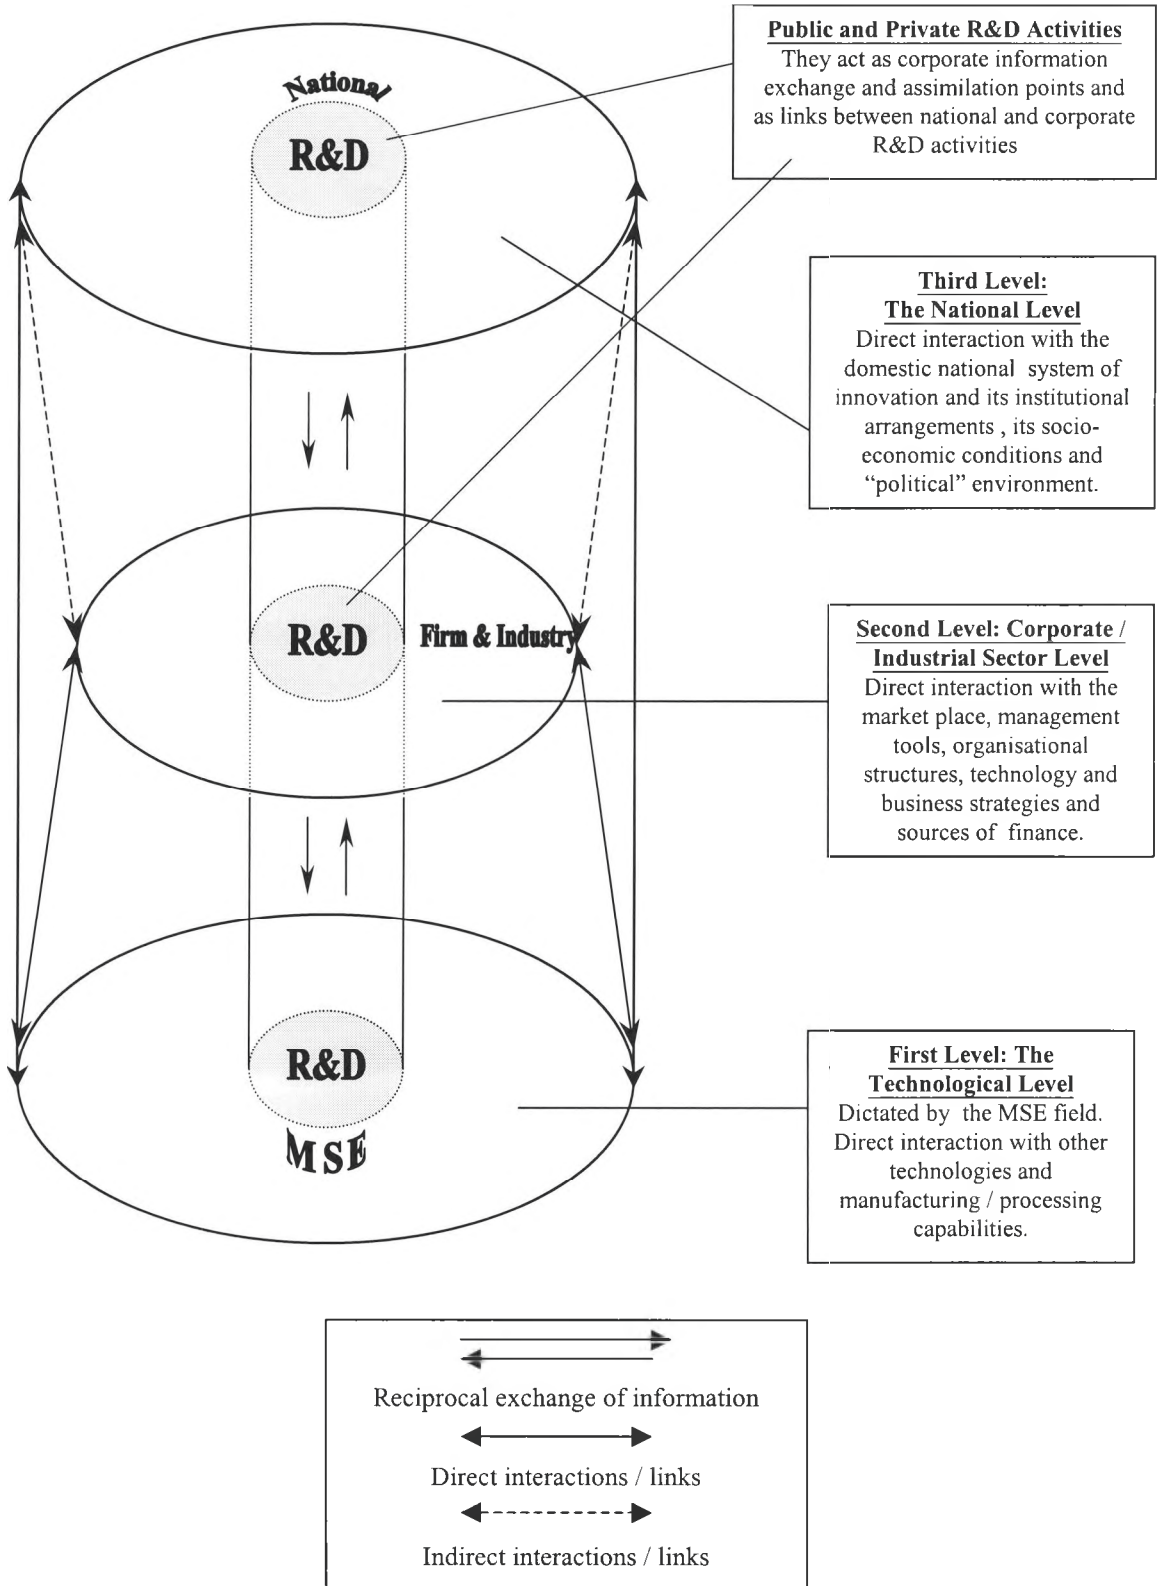 Public and Private R&D Activities
They act as corporate information
exchange and assimilation points and
as links between national and corporate
R&D activities
National
R&D
Third Level:
The National Level
Direct interaction with the
domestic national system of
innovation and its institutional
arrangements , its socio-
economic conditions and
“political” environment.
R&D
Firm & Industry
Second Level: Corporate /
Industrial Sector Level
Direct interaction with the
market place, management
tools, organisational
structures, technology and
business strategies and
sources of finance.
R&D
MSE
First Level: The
Technological Level
Dictated by the MSE field.
Direct interaction with other
technologies and
manufacturing / processing
capabilities.
Reciprocal exchange of information
Direct interactions / links
Indirect interactions / links